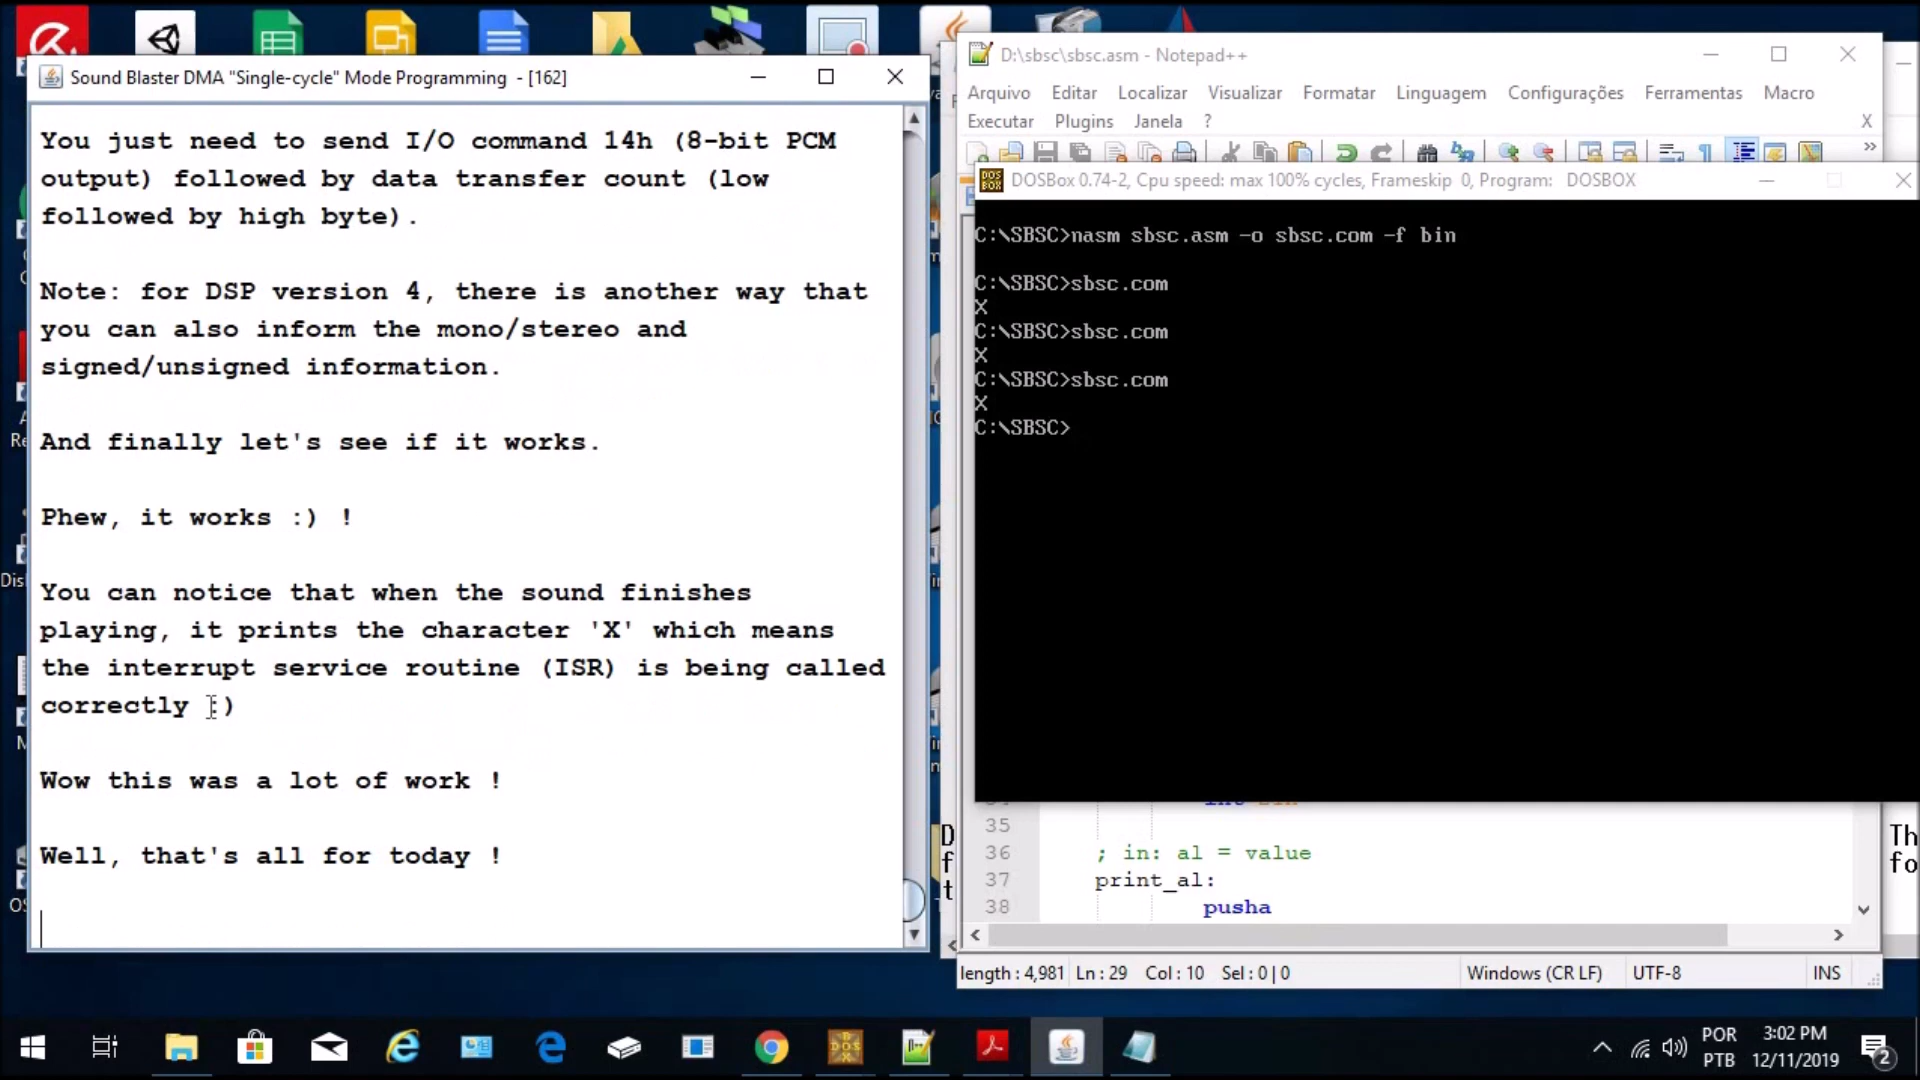 Sound Blaster DMA "Single-cycle" Mode Programming - [162]
You just need to send I/O command 14h (8-bit PCM
output) followed by data transfer count (low
followed by high byte).
Note: for DSP version 4, there is another way that
you can also inform the mono/stereo and
signed/unsigned information.
And finally let's see if it works.
Phew, it works :) !
You can notice that when the sound finishes
playing, it prints the character 'X' which means
the interrupt service routine (ISR) is being called
correctly :)
Wow this was a lot of work !
Well, that's all for today !
D:\sbsc\sbsc.asm - Notepad++
Arquivo Editar Localizar Visualizar Formatar Linguagem Configurações Ferramentas Macro
Executar Plugins Janela ? X
DOSBox 0.74-2, Cpu speed: max 100% cycles, Frameskip 0, Program: DOSBOX
C:\SBSC>nasm sbsc.asm -o sbsc.com -f bin
C:\SBSC>sbsc.com
X
C:\SBSC>sbsc.com
X
C:\SBSC>sbsc.com
X
C:\SBSC>
35
36 ; in: al = value
37 print_al:
38 pusha
length : 4,981 Ln : 29 Col : 10 Sel : 0 | 0 Windows (CR LF) UTF-8 INS
Th
fo
POR 3:02 PM
PTB 12/11/2019 2